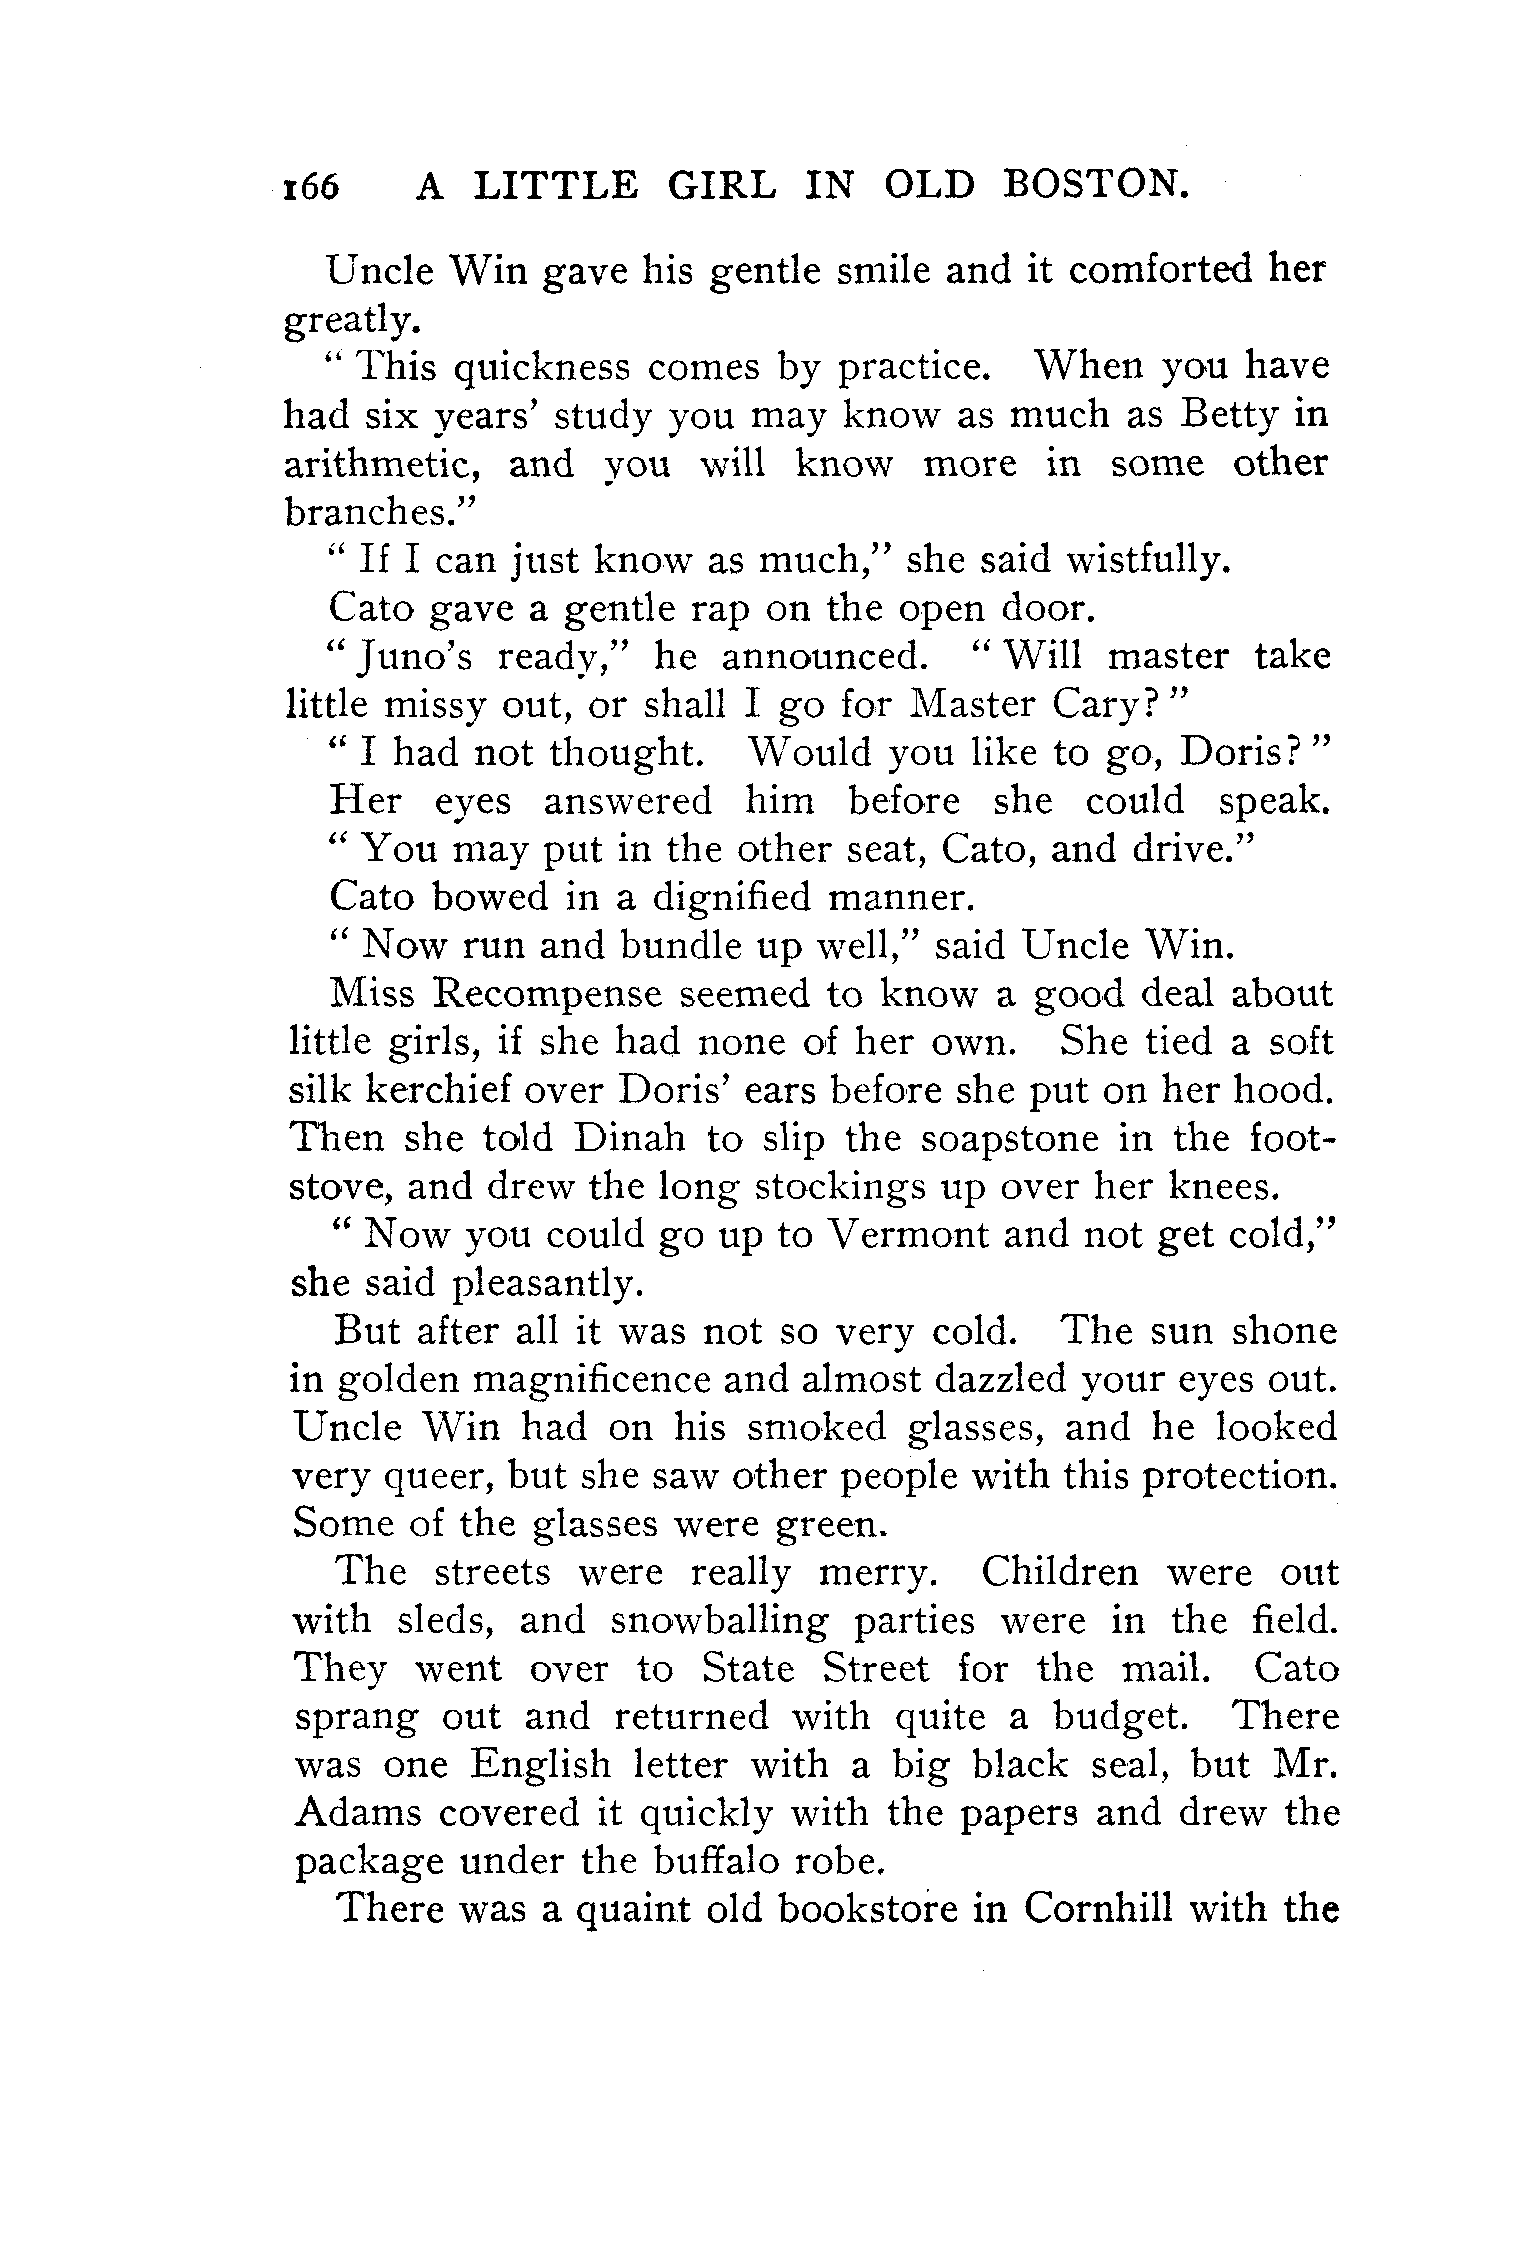 166 A LITTLE GIRL IN OLD BOSTON.
Uncle Win gave his gentle smile and it comforted her
greatly.
“ This quickness comes by practice. When you have
had six years’ study you may know as much as Betty in
arithmetic, and you will know more in some other
branches.”
“ If I can just know as much,” she said wistfully.
Cato gave a gentle rap on the open door.
“ Juno’s ready,” he announced. “ Will master take
little missy out, or shall I go for Master Cary? ”
“ I had not thought. Would you like to go, Doris? ”
Her eyes answered him before she could speak.
“ You may put in the other seat, Cato, and drive.”
Cato bowed in a dignified manner.
“ Now run and bundle up well,” said Uncle Win.
Miss Recompense seemed to know a good deal about
little girls, if she had none of her own. She tied a soft
silk kerchief over Doris’ ears before she put on her hood.
Then she told Dinah to slip the soapstone in the foot-
stove, and drew the long stockings up over her knees.
“ Now you could go up to Vermont and not get cold,”
she said pleasantly.
But after all it was not so very cold. The sun shone
in golden magnificence and almost dazzled your eyes out.
Uncle Win had on his smoked glasses, and he looked
very queer, but she saw other people with this protection.
Some of the glasses were green.
The streets were really merry. Children were out
with sleds, and snowballing parties were in the field.
They went over to State Street for the mail. Cato
sprang out and returned with quite a budget. There
was one English letter with a big black seal, but Mr.
Adams covered it quickly with the papers and drew the
package under the buffalo robe.
There was a quaint old bookstore in Cornhill with the